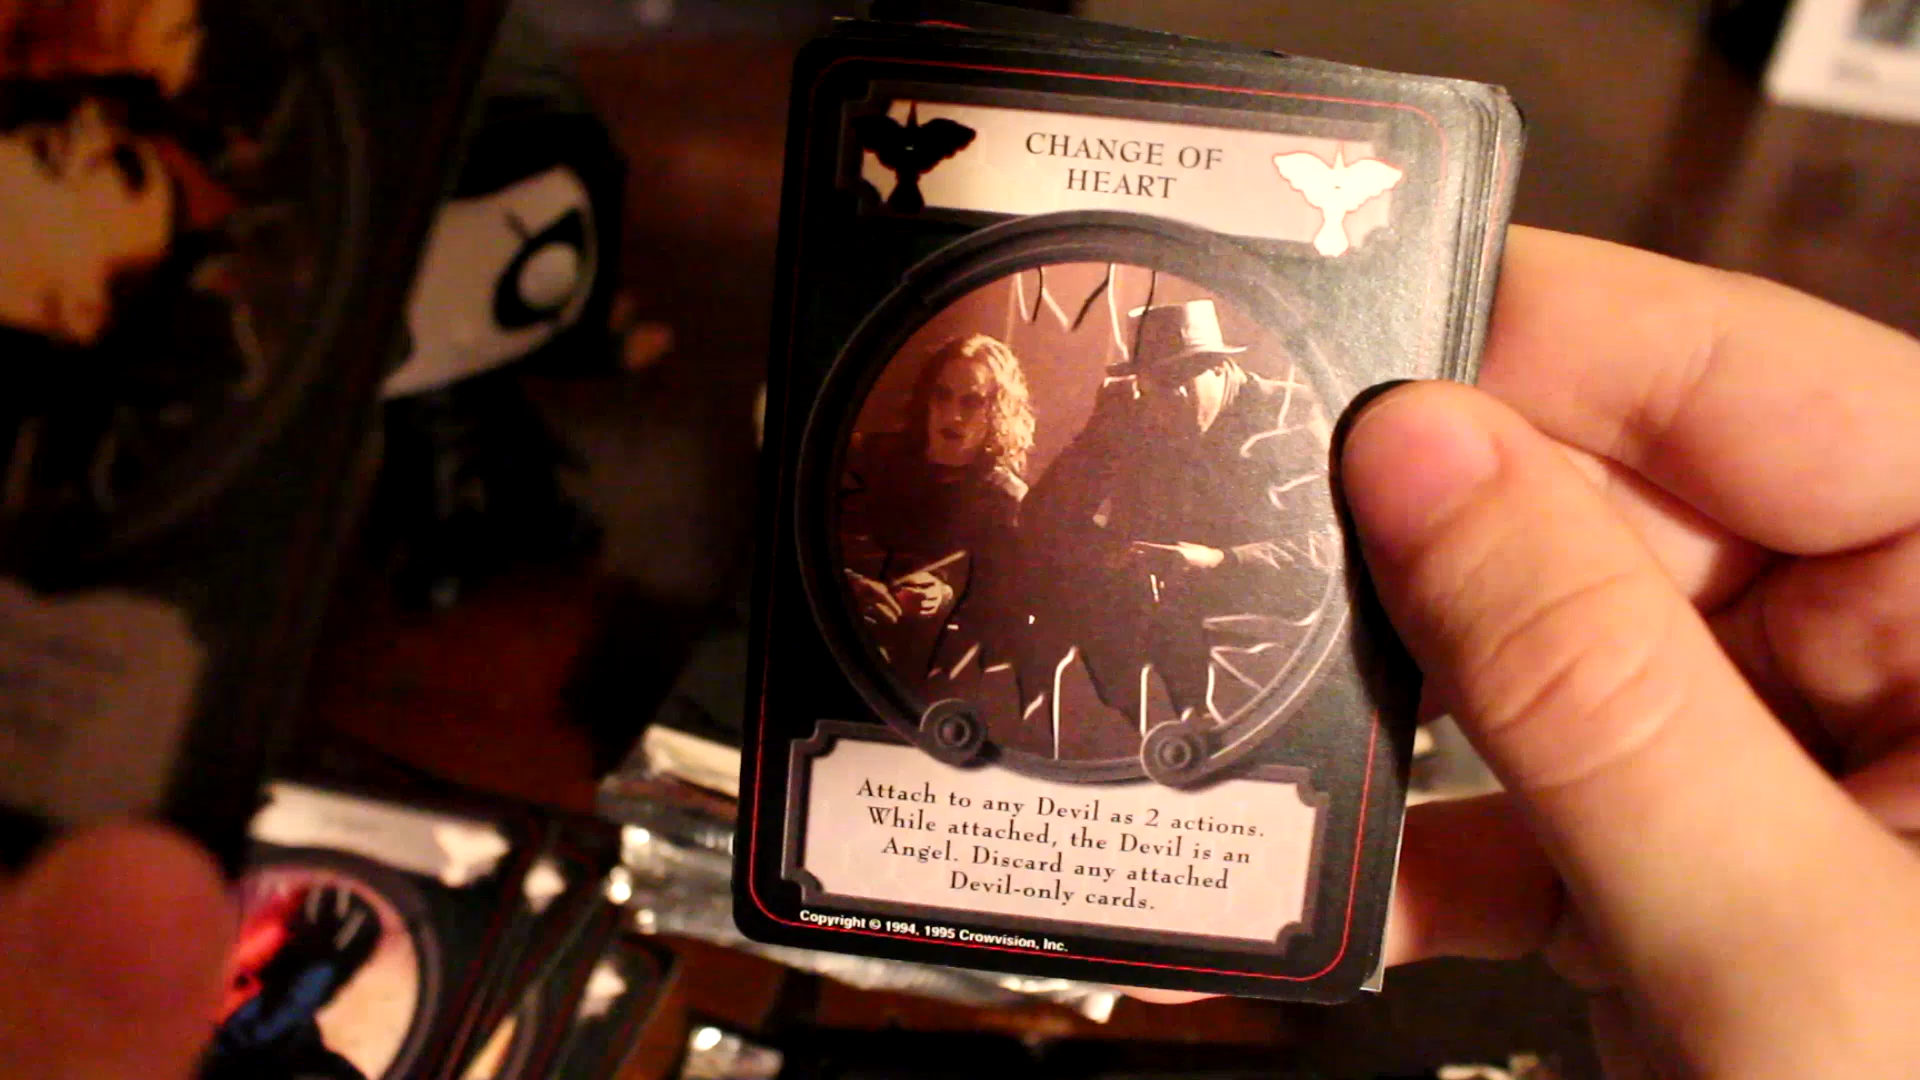 CHANGE OF
HEART
Attach to any Devil as 2 actions.
While attached, the Devil is an
Angel. Discard any attached
Devil-only cards.
Copyright © 1994, 1995 Crowvision, Inc.